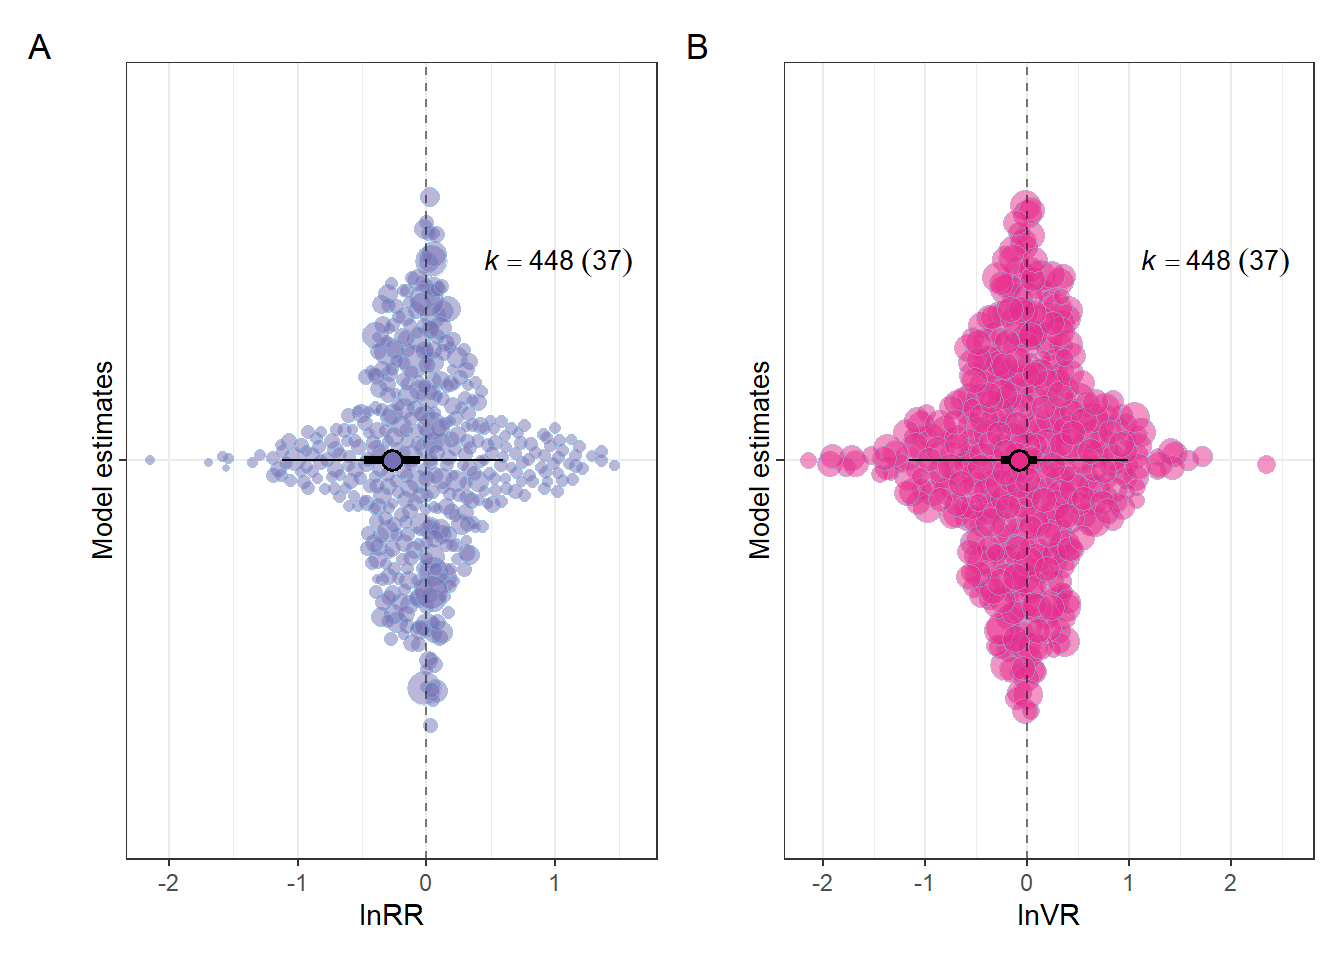 A
B
k = 448 (37)
k = 448 (37)
Model estimates
Model estimates
-2 -1 0 1
-2 -1 0 1 2
lnRR
lnVR